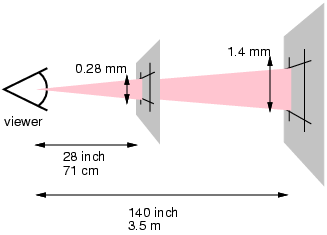 1.4 mm
0.28 mm
viewer
28 inch
71 cm
140 inch
3.5 m